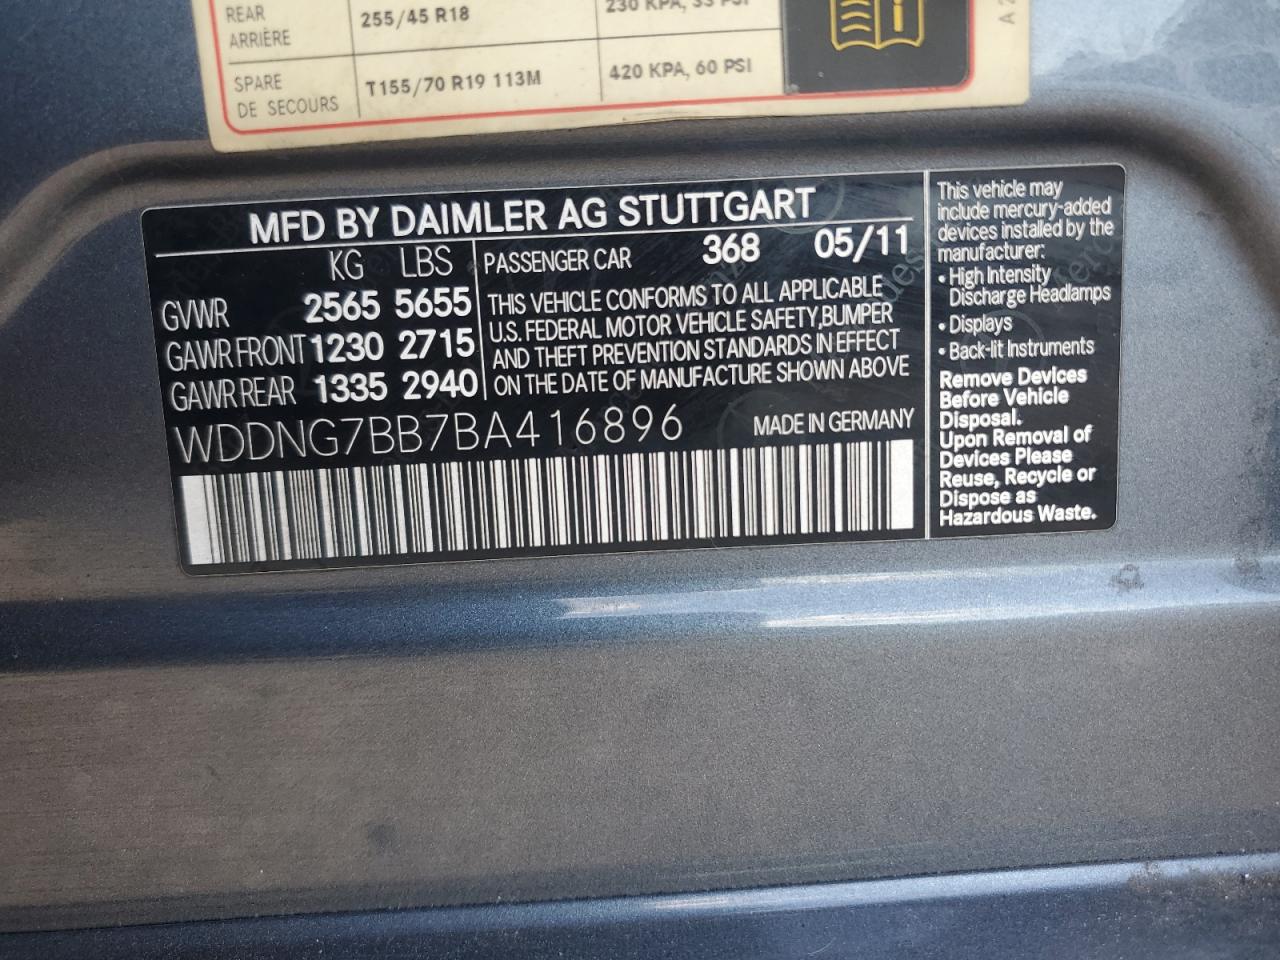 REAR
ARRIÈRE
255/45 R18
230 KPA, 33 PSI
SPARE
DE SECOURS
T155/70 R19 113M
420 KPA, 60 PSI
MFD BY DAIMLER AG STUTTGART
KG LBS
GVWR 2565 5655
GAWR FRONT 1230 2715
GAWR REAR 1335 2940
PASSENGER CAR 368 05/11
THIS VEHICLE CONFORMS TO ALL APPLICABLE
U.S. FEDERAL MOTOR VEHICLE SAFETY, BUMPER
AND THEFT PREVENTION STANDARDS IN EFFECT
ON THE DATE OF MANUFACTURE SHOWN ABOVE
WDDNG7BB7BA416896
MADE IN GERMANY
This vehicle may
include mercury-added
devices installed by the
manufacturer:
• High Intensity
Discharge Headlamps
• Displays
• Back-lit Instruments
Remove Devices
Before Vehicle
Disposal.
Upon Removal of
Devices Please
Reuse, Recycle or
Dispose as
Hazardous Waste.